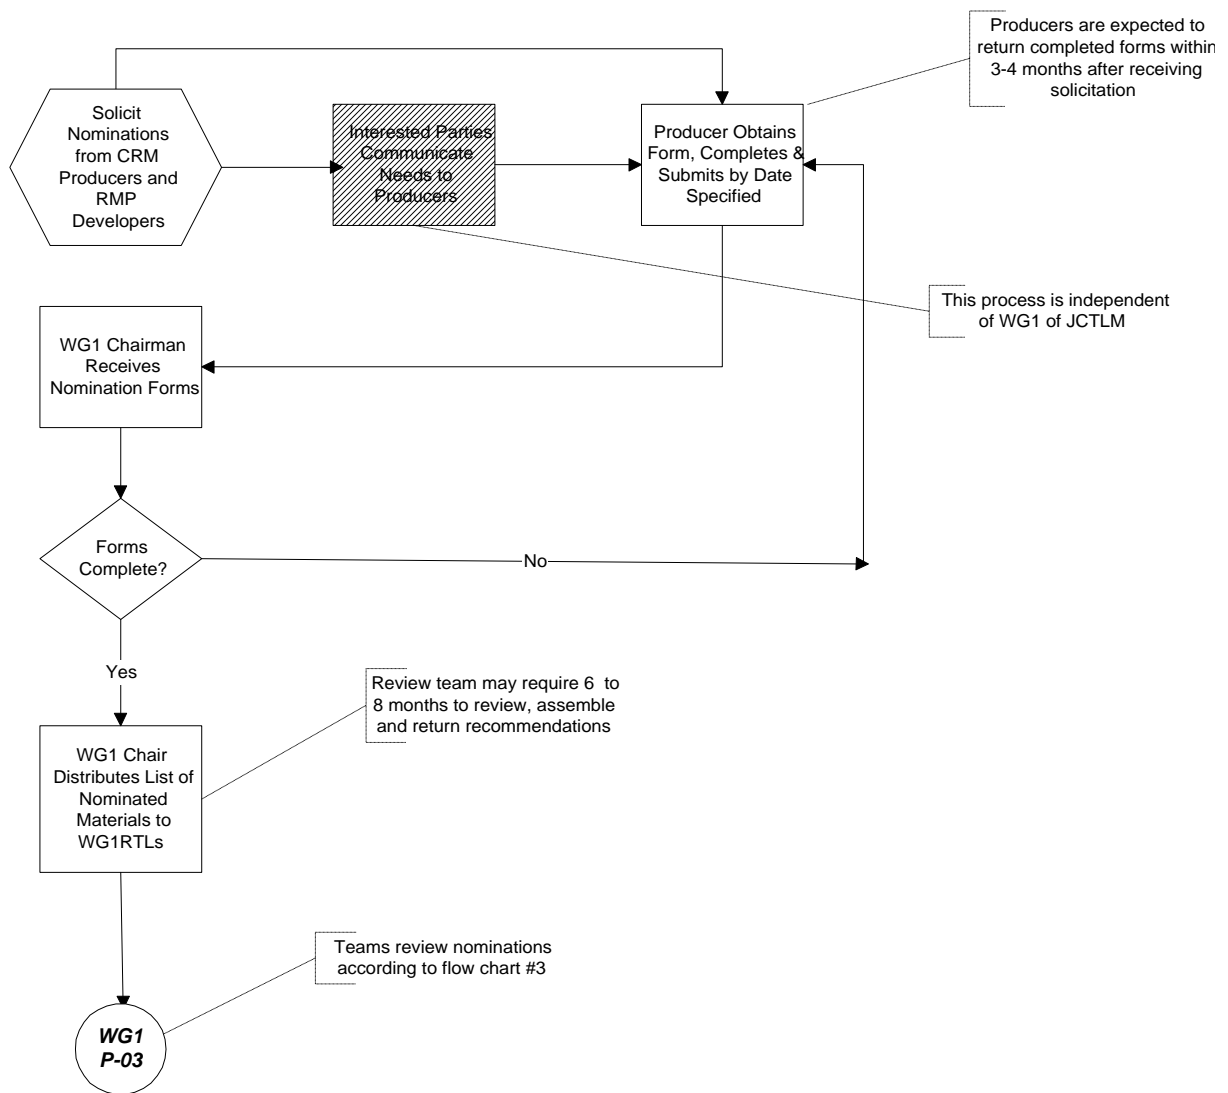 Producers are expected to
return completed forms within
3-4 months after receiving
solicitation
Solicit
Nominations
from CRM
Producers and
RMP
Developers
Interested Parties
Communicate
Needs to
Producers
Producer Obtains
Form, Completes &
Submits by Date
Specified
This process is independent
of WG1 of JCTLM
WG1 Chairman
Receives
Nomination Forms
Forms
Complete?
No
Yes
Review team may require 6  to
8 months to review, assemble
and return recommendations
WG1 Chair
Distributes List of
Nominated
Materials to
WG1RTLs
Teams review nominations
according to flow chart #3
WG1
P-03